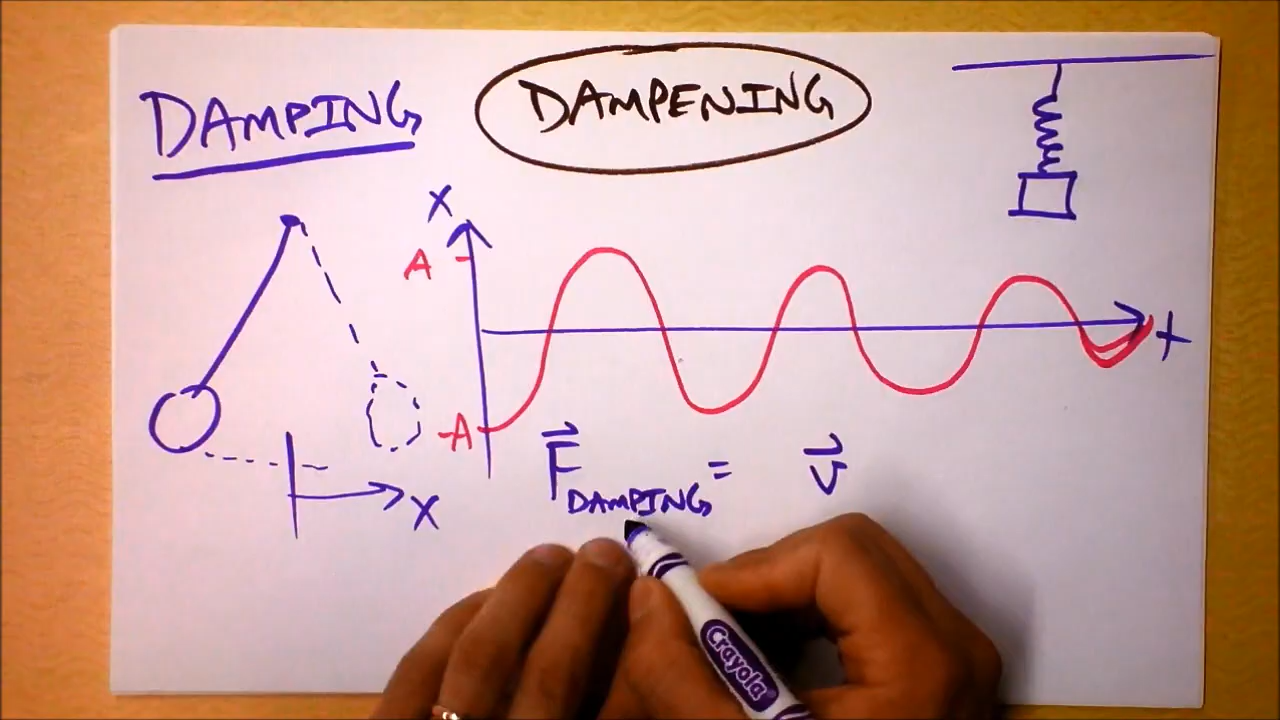 DAMPING
DAMPENING
X
A
-A
t
F DAMPING = v
X
Crayola